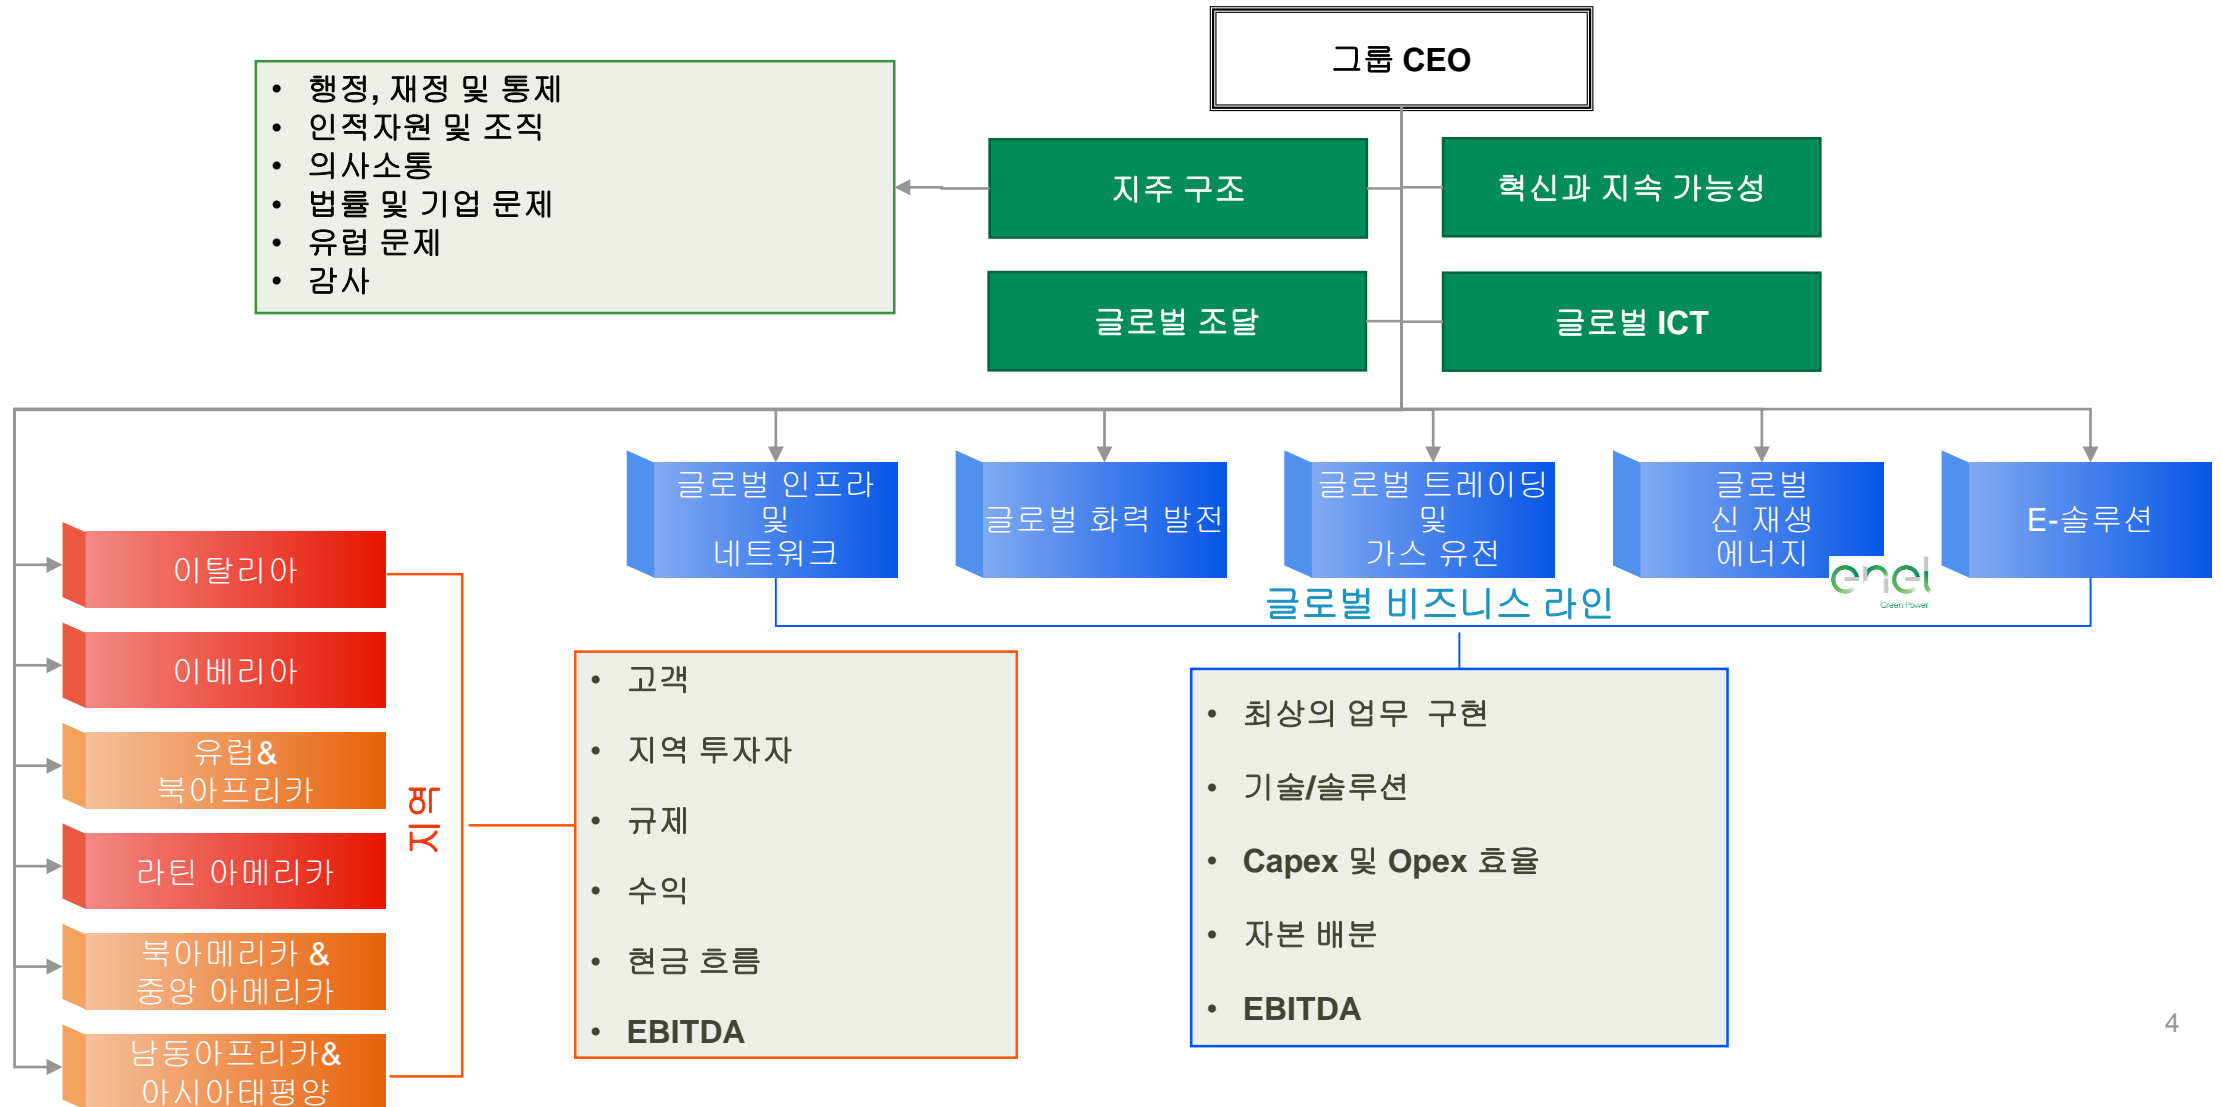 그룹 CEO
• 행정, 재정 및 통제
• 인적자원 및 조직
• 의사소통
• 법률 및 기업 문제
• 유럽 문제
• 감사
지주 구조
혁신과 지속 가능성
글로벌 조달
글로벌 ICT
글로벌 인프라
및
네트워크
글로벌 화력 발전
글로벌 트레이딩
및
가스 유전
글로벌
신 재생
에너지
E-솔루션
enel
Green Power
글로벌 비즈니스 라인
이탈리아
이베리아
유럽&
북아프리카
라틴 아메리카
북아메리카 &
중앙 아메리카
남동아프리카&
아시아태평양
지역
• 고객
• 지역 투자자
• 규제
• 수익
• 현금 흐름
• EBITDA
• 최상의 업무 구현
• 기술/솔루션
• Capex 및 Opex 효율
• 자본 배분
• EBITDA
4